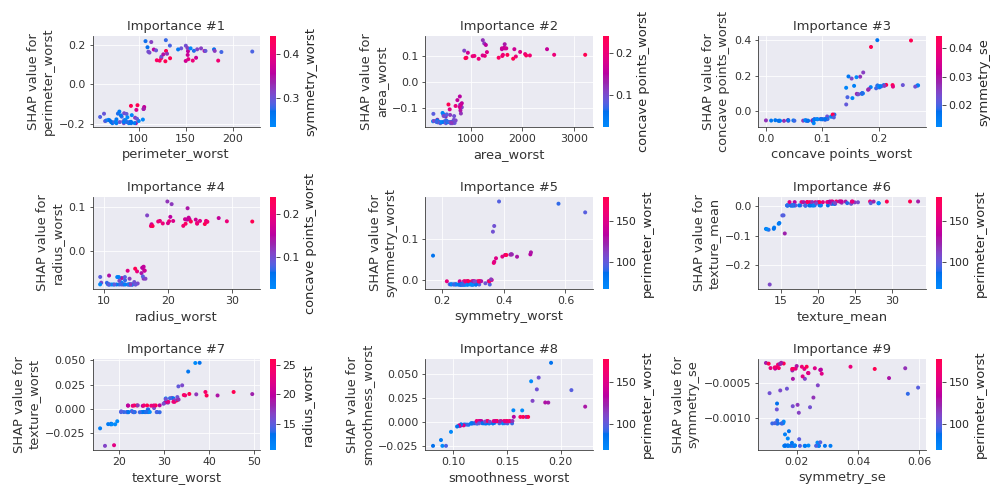 Importance #1
Importance #2
Importance #3
SHAP value for
perimeter_worst
0.2
0.0
−0.2
100
150
200
perimeter_worst
0.4
0.3
symmetry_worst
SHAP value for
area_worst
0.1
0.0
−0.1
1000
2000
3000
area_worst
0.2
0.1
concave points_worst
SHAP value for
concave points_worst
0.4
0.2
0.0
0.0
0.1
0.2
concave points_worst
0.04
0.03
0.02
symmetry_se
Importance #4
Importance #5
Importance #6
SHAP value for
radius_worst
0.1
0.0
10
20
30
radius_worst
0.2
0.1
concave points_worst
SHAP value for
symmetry_worst
0.1
0.0
0.2
0.4
0.6
symmetry_worst
150
100
perimeter_worst
SHAP value for
texture_mean
0.0
−0.1
−0.2
15
20
25
30
texture_mean
150
100
perimeter_worst
Importance #7
Importance #8
Importance #9
SHAP value for
texture_worst
0.050
0.025
0.000
−0.025
20
30
40
50
texture_worst
25
20
15
radius_worst
SHAP value for
smoothness_worst
0.050
0.025
0.000
−0.025
0.10
0.15
0.20
smoothness_worst
150
100
perimeter_worst
SHAP value for
symmetry_se
−0.0005
−0.0010
0.02
0.04
0.06
symmetry_se
150
100
perimeter_worst